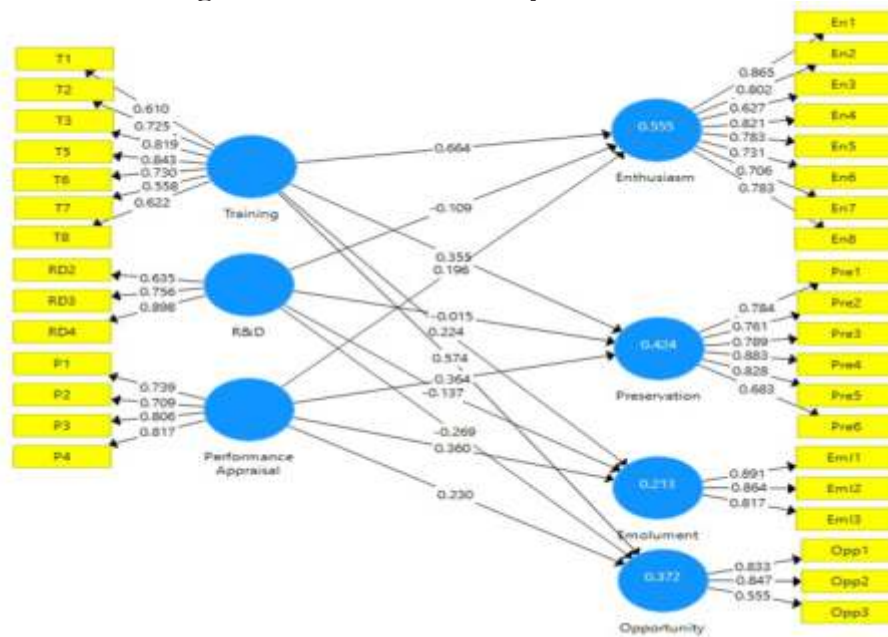 T1
T2
T3
T5
T6
T7
T8
RD2
RD3
RD4
P1
P2
P3
P4
0.610
0.725
0.819
0.843
0.730
0.558
0.622
0.635
0.756
0.898
0.739
0.709
0.806
0.817
Training
R&D
Performance
Appraisal
0.664
-0.109
0.355
0.196
-0.015
0.224
0.574
0.364
-0.137
-0.269
0.360
0.230
0.555
Enthusiasm
0.424
Preservation
0.213
Emolument
0.372
Opportunity
0.865
0.802
0.627
0.821
0.783
0.731
0.706
0.783
0.784
0.761
0.789
0.883
0.828
0.683
0.891
0.864
0.817
0.833
0.847
0.555
En1
En2
En3
En4
En5
En6
En7
En8
Pre1
Pre2
Pre3
Pre4
Pre5
Pre6
Eml1
Eml2
Eml3
Opp1
Opp2
Opp3